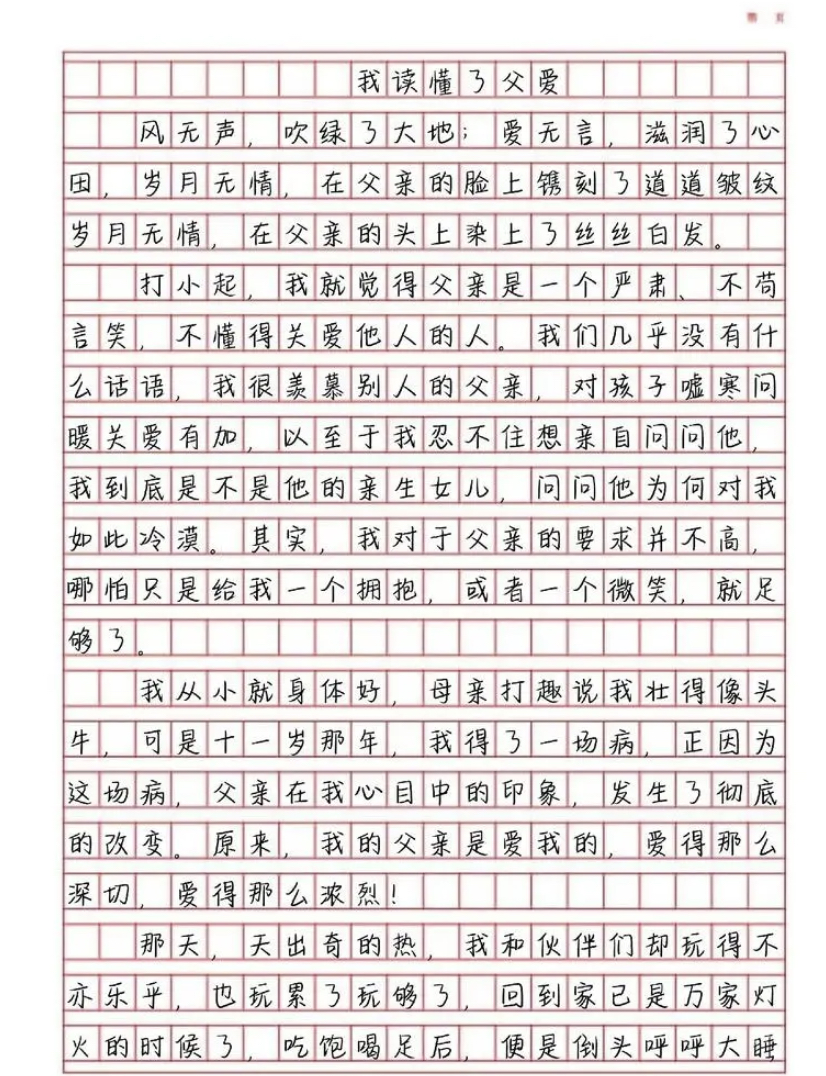 页
我读懂了父爱
风无声，吹绿了大地；爱无言，滋润了心
田，岁月无情，在父亲的脸上镌刻了道道皱纹
岁月无情，在父亲的头上染上了丝丝白发。
打小起，我就觉得父亲是一个严肃、不苟
言笑，不懂得关爱他人的人。我们几乎没有什
么话语，我很羡慕别人的父亲，对孩子嘘寒问
暖关爱有加，以至于我忍不住想亲自问问他，
我到底是不是他的亲生女儿，问问他为何对我
如此冷漠。其实，我对于父亲的要求并不高，
哪怕只是给我一个拥抱，或者一个微笑，就足
够了。
我从小就身体好，母亲打趣说我壮得像头
牛，可是十一岁那年，我得了一场病，正因为
这场病，父亲在我心目中的印象，发生了彻底
的改变。原来，我的父亲是爱我的，爱得那么
深切，爱得那么浓烈！
那天，天出奇的热，我和伙伴们却玩得不
亦乐乎，也玩累了玩够了，回到家已是万家灯
火的时候了，吃饱喝足后，便是倒头呼呼大睡